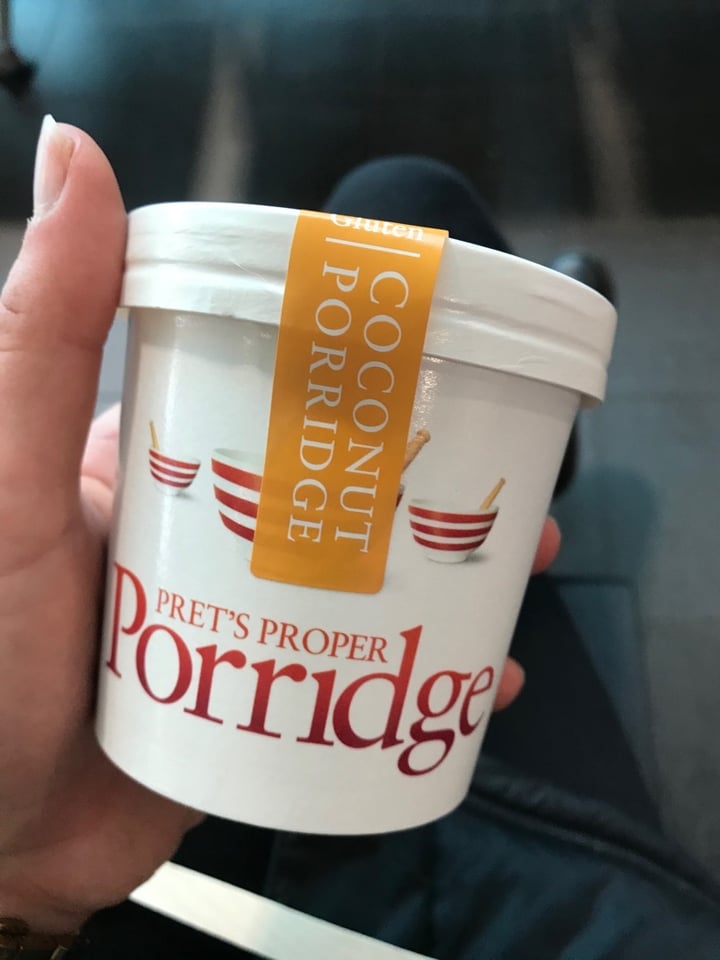 Gluten
COCONUT
PORRIDGE
PRET'S PROPER
Porridge